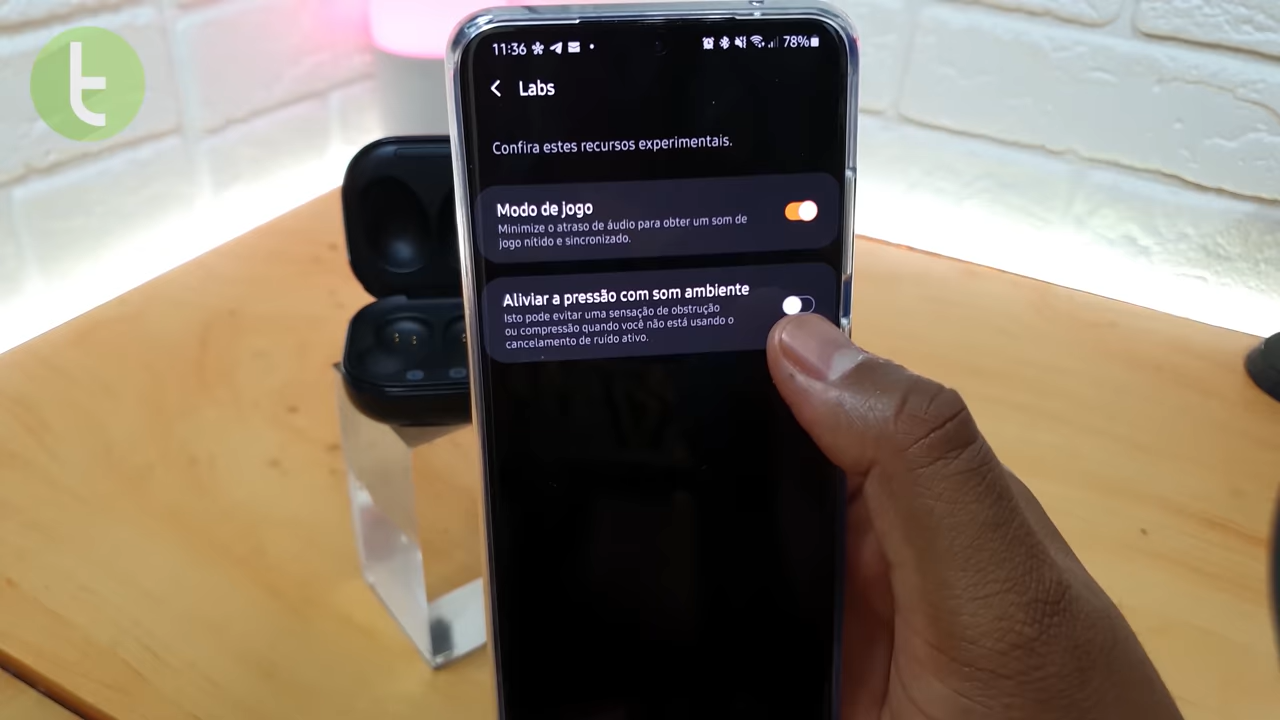 t
11:36 78%
Labs
Confira estes recursos experimentais.
Modo de jogo
Minimize o atraso de áudio para obter um som de
jogo nítido e sincronizado.
Aliviar a pressão com som ambiente
Isto pode evitar uma sensação de obstrução
ou compressão quando você não está usando o
cancelamento de ruído ativo.